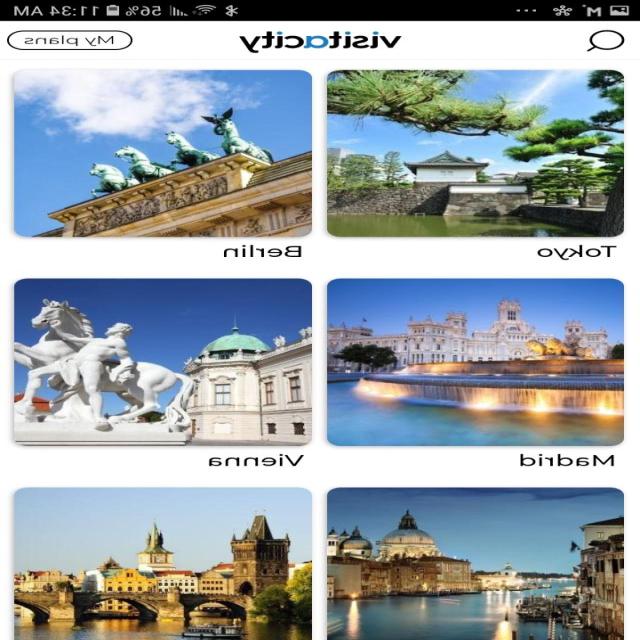 56% 11:34 AM
visitacity
My plans
Tokyo
Berlin
Madrid
Vienna